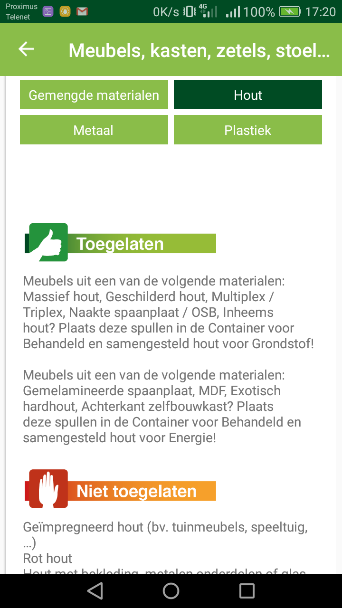 Proximus
Telenet
0K/s 4G 100% 17:20
Meubels, kasten, zetels, stoel...
Gemengde materialen
Hout
Metaal
Plastiek
Toegelaten
Meubels uit een van de volgende materialen:
Massief hout, Geschilderd hout, Multiplex /
Triplex, Naakte spaanplaat / OSB, Inheems
hout? Plaats deze spullen in de Container voor
Behandeld en samengesteld hout voor Grondstof!
Meubels uit een van de volgende materialen:
Gemelamineerde spaanplaat, MDF, Exotisch
hardhout, Achterkant zelfbouwkast? Plaats
deze spullen in de Container voor Behandeld en
samengesteld hout voor Energie!
Niet toegelaten
Geïmpregneerd hout (bv. tuinmeubels, speeltuig,
...)
Rot hout
Hout met bekleding, metalen onderdelen of glas